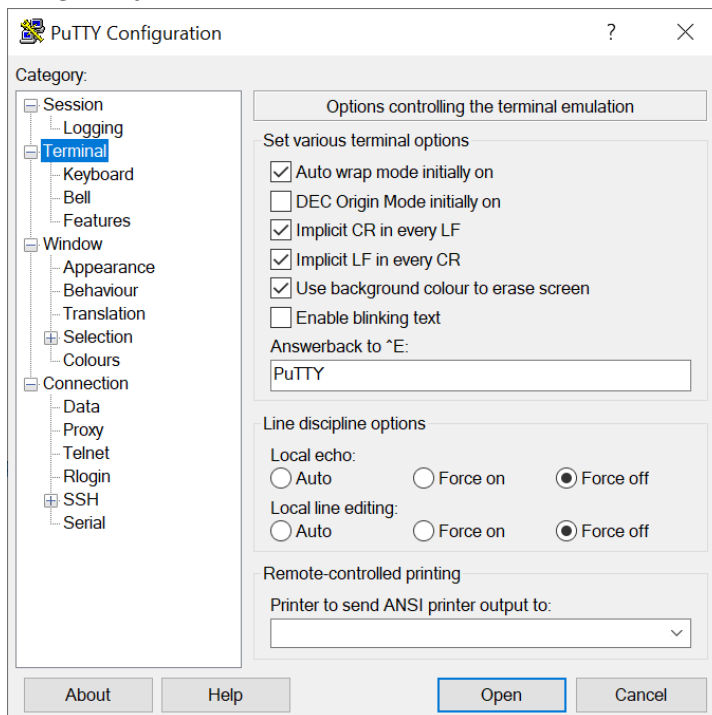 PuTTY Configuration
?
Category:
Session
Logging
Terminal
Keyboard
Bell
Features
Window
Appearance
Behaviour
Translation
Selection
Colours
Connection
Data
Proxy
Telnet
Rlogin
SSH
Serial
Options controlling the terminal emulation
Set various terminal options
Auto wrap mode initially on
DEC Origin Mode initially on
Implicit CR in every LF
Implicit LF in every CR
Use background colour to erase screen
Enable blinking text
Answerback to ^E:
PuTTY
Line discipline options
Local echo:
Auto Force on Force off
Local line editing:
Auto Force on Force off
Remote-controlled printing
Printer to send ANSI printer output to:
About Help Open Cancel